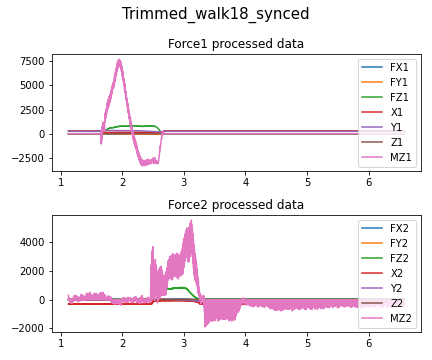 Trimmed_walk18_synced
Force1 processed data
7500
5000
2500
0
−2500
FX1
FY1
FZ1
X1
Y1
Z1
MZ1
1 2 3 4 5 6
Force2 processed data
4000
2000
0
−2000
FX2
FY2
FZ2
X2
Y2
Z2
MZ2
1 2 3 4 5 6